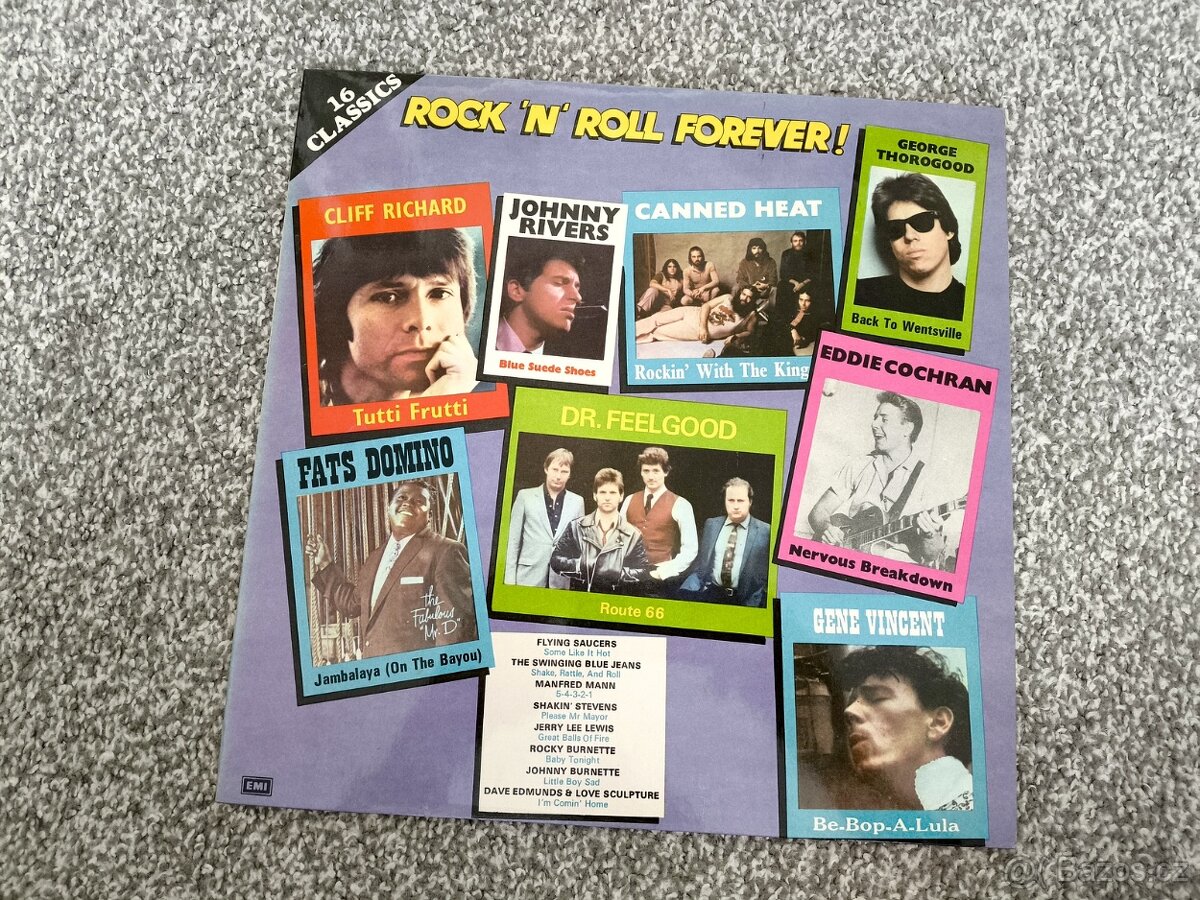 16
CLASSICS
ROCK 'N' ROLL FOREVER!
CLIFF RICHARD
Tutti Frutti
JOHNNY
RIVERS
Blue Suede Shoes
CANNED HEAT
Rockin' With The King
GEORGE
THOROGOOD
Back To Wentsville
FATS DOMINO
the
Fabulous
"Mr. D"
Jambalaya (On The Bayou)
DR. FEELGOOD
Route 66
EDDIE COCHRAN
Nervous Breakdown
FLYING SAUCERS
Some Like It Hot
THE SWINGING BLUE JEANS
Shake, Rattle, And Roll
MANFRED MANN
5-4-3-2-1
SHAKIN' STEVENS
Please Mr Mayor
JERRY LEE LEWIS
Great Balls Of Fire
ROCKY BURNETTE
Baby Tonight
JOHNNY BURNETTE
Little Boy Sad
DAVE EDMUNDS & LOVE SCULPTURE
I'm Comin' Home
GENE VINCENT
Be-Bop-A-Lula
EMI
Bazos.cz